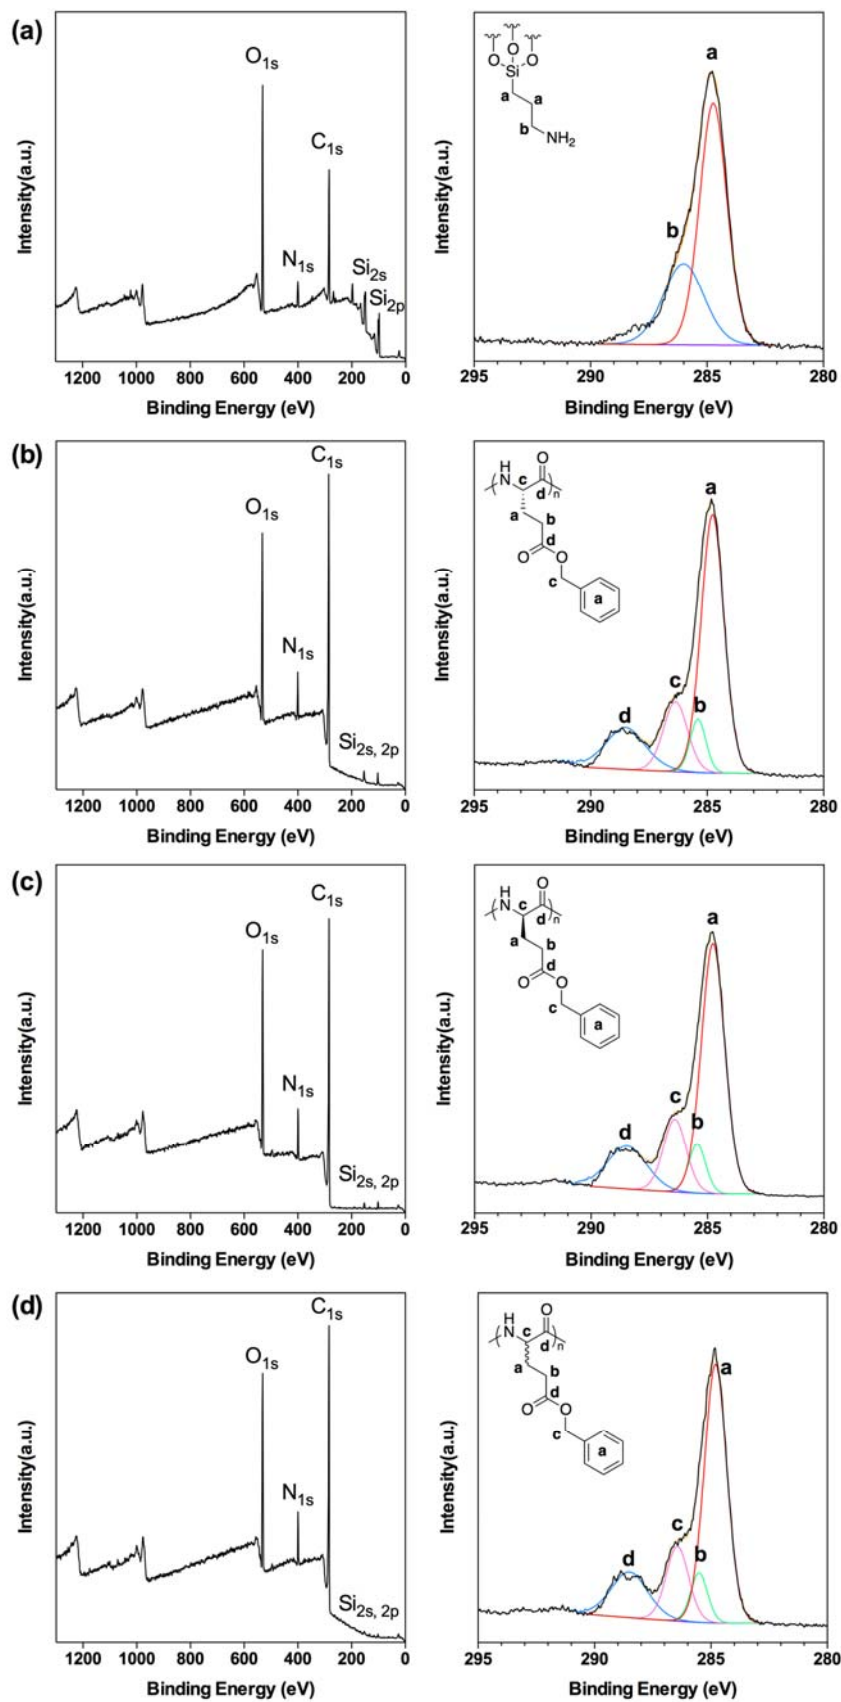 (a)
Intensity(a.u.)
O1s
C1s
N1s
Si2s
Si2p
1200 1000 800 600 400 200 0
Binding Energy (eV)
Intensity(a.u.)
O O O
Si
a a
b
NH2
a
b
295 290 285 280
Binding Energy (eV)
(b)
Intensity(a.u.)
C1s
O1s
N1s
Si2s, 2p
1200 1000 800 600 400 200 0
Binding Energy (eV)
Intensity(a.u.)
H O
N c d n
a b
d
O O
c a
a
d c b
295 290 285 280
Binding Energy (eV)
(c)
Intensity(a.u.)
C1s
O1s
N1s
Si2s, 2p
1200 1000 800 600 400 200 0
Binding Energy (eV)
Intensity(a.u.)
H O
N c d n
a b
d
O O
c a
a
d c b
295 290 285 280
Binding Energy (eV)
(d)
Intensity(a.u.)
C1s
O1s
N1s
Si2s, 2p
1200 1000 800 600 400 200 0
Binding Energy (eV)
Intensity(a.u.)
H O
N c d n
a b
d
O O
c a
a
d c b
295 290 285 280
Binding Energy (eV)